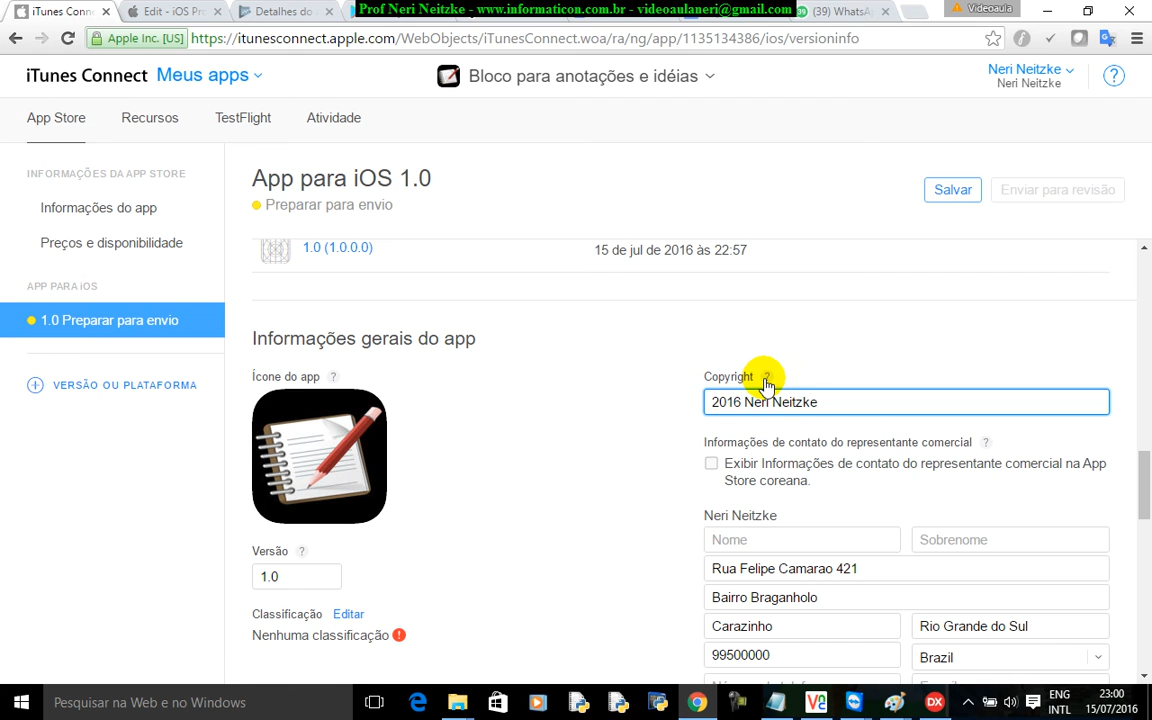 iTunes Conne
Edit - iOS Pro
Detalhes do
(39) WhatsA
Prof Neri Neitzke - www.informaticon.com.br - videoaulaneri@gmail.com
Videoaula
Apple Inc. [US]
https://itunesconnect.apple.com/WebObjects/iTunesConnect.woa/ra/ng/app/1135134386/ios/versioninfo
iTunes Connect Meus apps
Bloco para anotações e idéias
Neri Neitzke
Neri Neitzke
?
App Store
Recursos
TestFlight
Atividade
INFORMAÇÕES DA APP STORE
Informações do app
Preços e disponibilidade
APP PARA iOS
1.0 Preparar para envio
VERSÃO OU PLATAFORMA
App para iOS 1.0
Preparar para envio
Salvar
Enviar para revisão
1.0 (1.0.0.0)
15 de jul de 2016 às 22:57
Informações gerais do app
Ícone do app ?
Versão ?
1.0
Classificação Editar
Nenhuma classificação
Copyright ?
2016 Neri Neitzke
Informações de contato do representante comercial ?
Exibir Informações de contato do representante comercial na App
Store coreana.
Neri Neitzke
Nome
Sobrenome
Rua Felipe Camarao 421
Bairro Braganholo
Carazinho
Rio Grande do Sul
99500000
Brazil
Pesquisar na Web e no Windows
ENG
INTL
23:00
15/07/2016